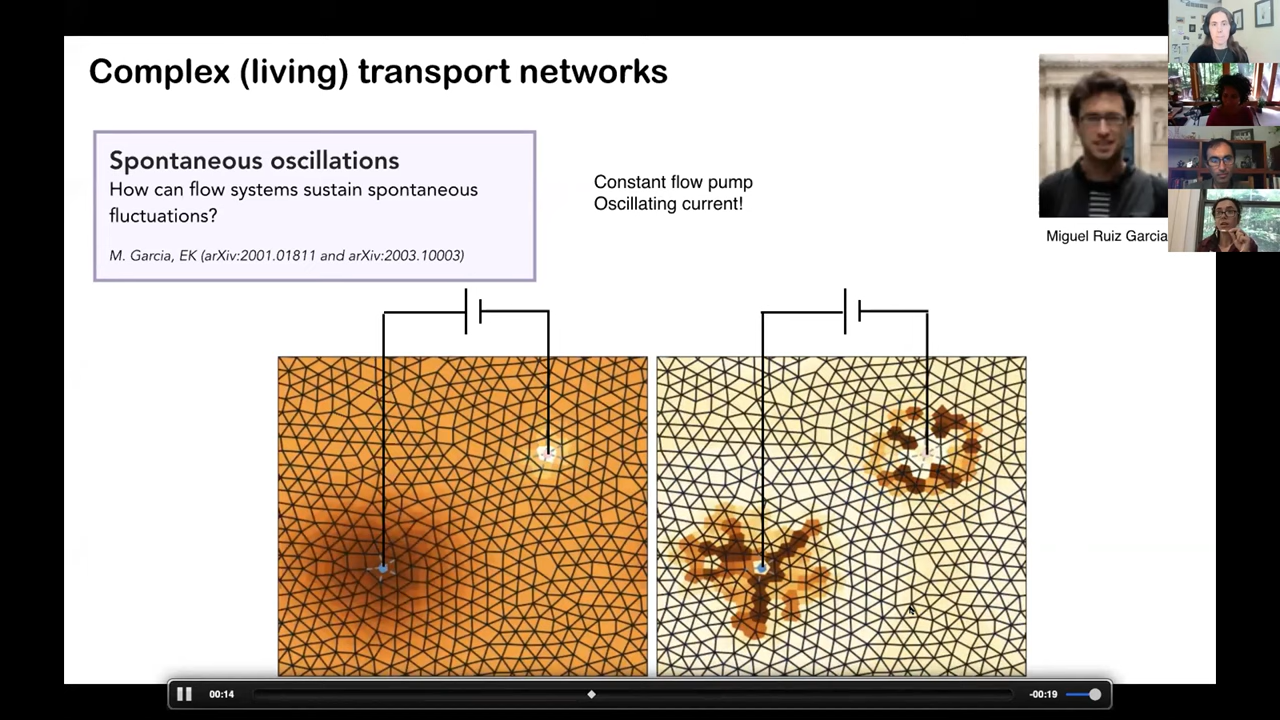 Complex (living) transport networks
Spontaneous oscillations
How can flow systems sustain spontaneous
fluctuations?
M. Garcia, EK (arXiv:2001.01811 and arXiv:2003.10003)
Constant flow pump
Oscillating current!
Miguel Ruiz Garcia
00:14
-00:19